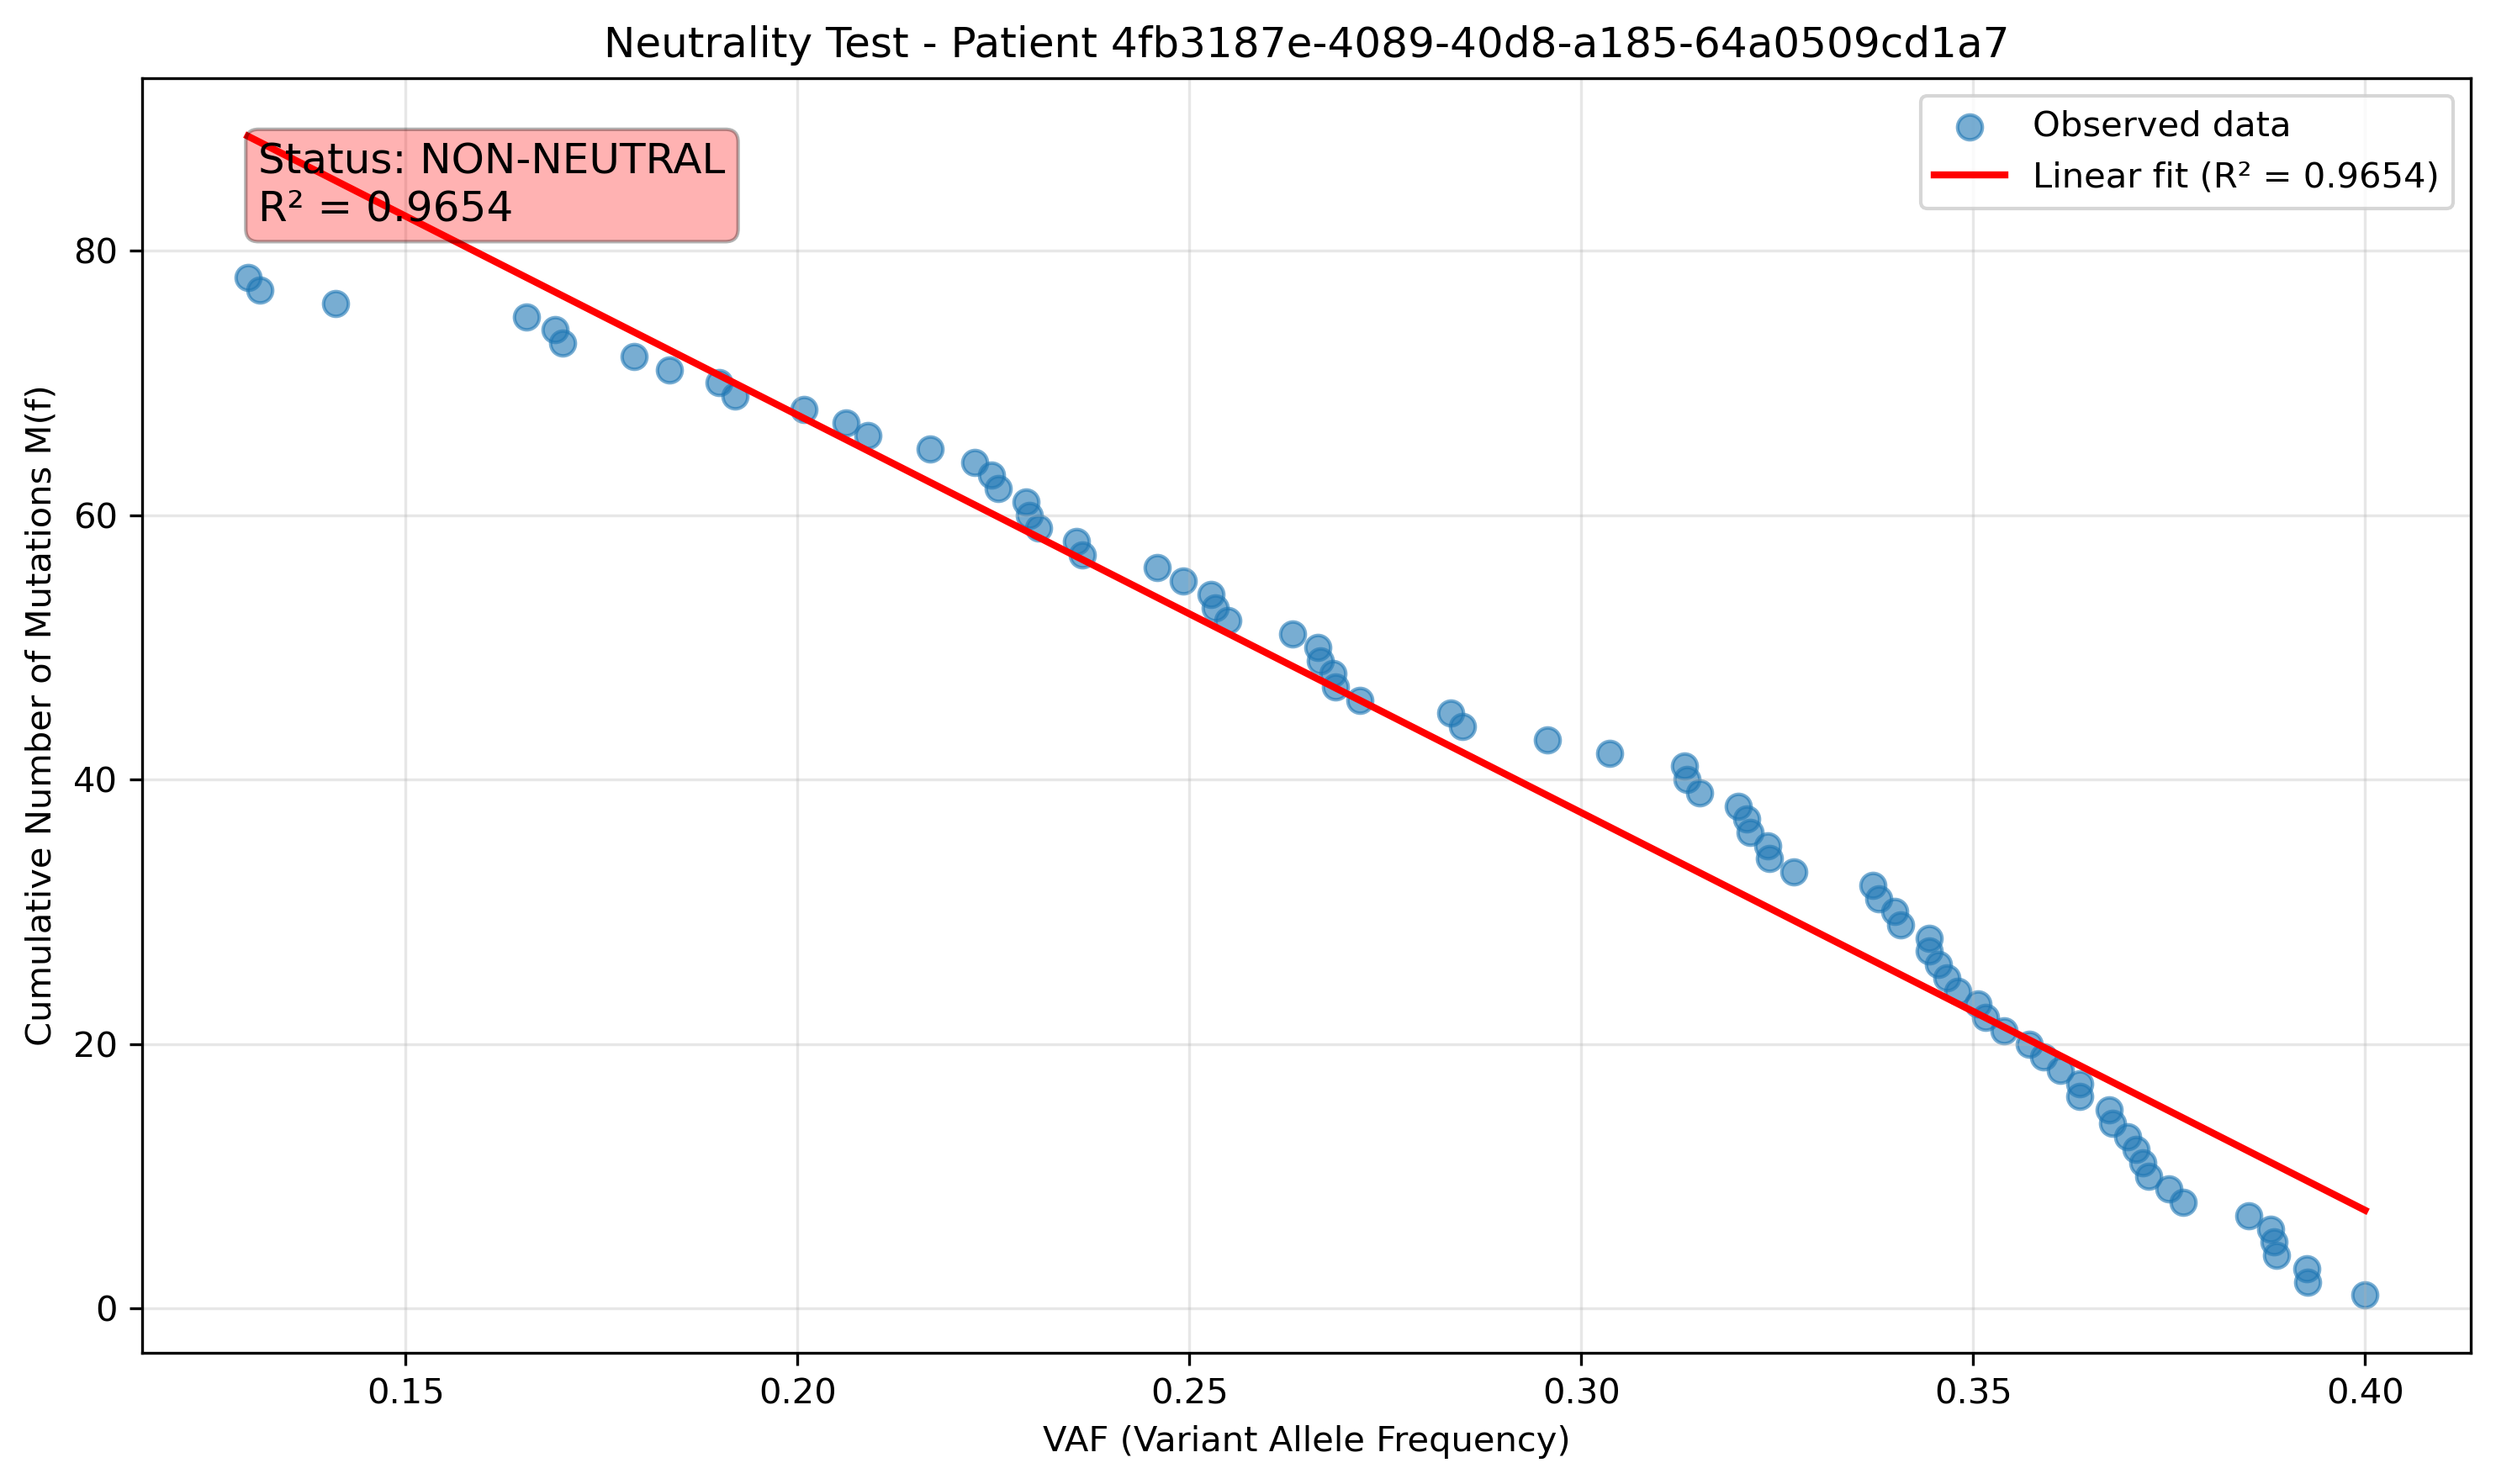 Neutrality Test - Patient 4fb3187e-4089-40d8-a185-64a0509cd1a7
Status: NON-NEUTRAL
R² = 0.9654
Observed data
Linear fit (R² = 0.9654)
Cumulative Number of Mutations M(f)
80
60
40
20
0
0.15
0.20
0.25
0.30
0.35
0.40
VAF (Variant Allele Frequency)